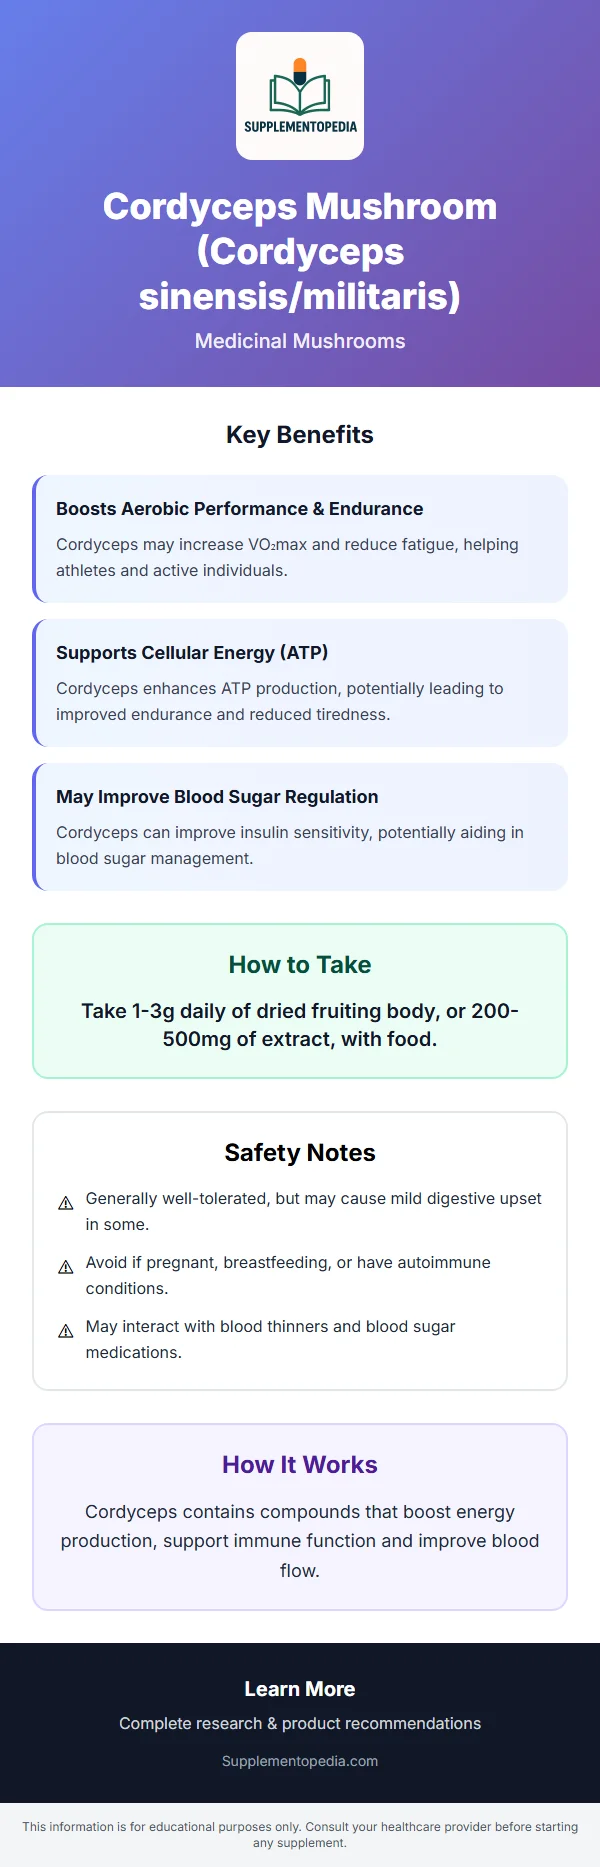 SUPPLEMENTOPEDIA
Cordyceps Mushroom
(Cordyceps
sinensis/militaris)
Medicinal Mushrooms
Key Benefits
Boosts Aerobic Performance & Endurance
Cordyceps may increase VO₂max and reduce fatigue, helping
athletes and active individuals.
Supports Cellular Energy (ATP)
Cordyceps enhances ATP production, potentially leading to
improved endurance and reduced tiredness.
May Improve Blood Sugar Regulation
Cordyceps can improve insulin sensitivity, potentially aiding in
blood sugar management.
How to Take
Take 1-3g daily of dried fruiting body, or 200-
500mg of extract, with food.
Safety Notes
⚠ Generally well-tolerated, but may cause mild digestive upset
in some.
⚠ Avoid if pregnant, breastfeeding, or have autoimmune
conditions.
⚠ May interact with blood thinners and blood sugar
medications.
How It Works
Cordyceps contains compounds that boost energy
production, support immune function and improve blood
flow.
Learn More
Complete research & product recommendations
Supplementopedia.com
This information is for educational purposes only. Consult your healthcare provider before starting
any supplement.